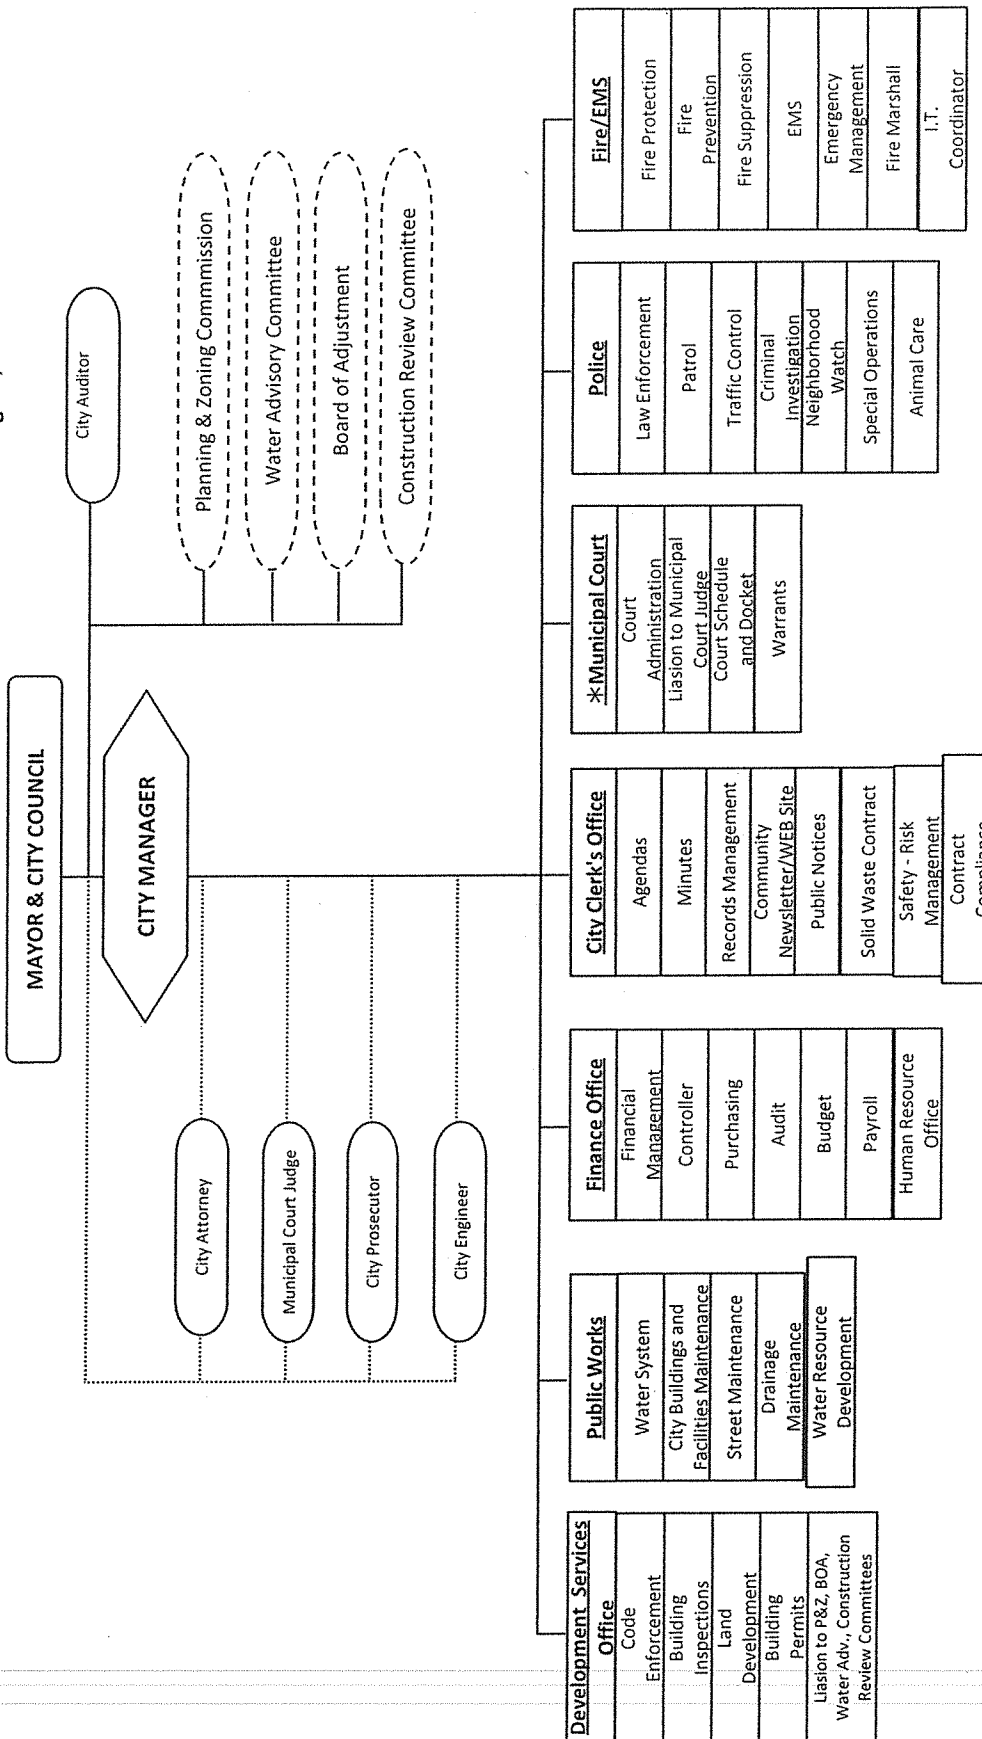 MAYOR & CITY COUNCIL
City Auditor
CITY MANAGER
Planning & Zoning Commmission
Water Advisory Committee
Board of Adjustment
Construction Review Committee
City Attorney
Municipal Court Judge
City Prosecutor
City Engineer
Development Services
Office
Code
Enforcement
Building
Inspections
Land
Development
Building
Permits
Liasion to P&Z, BOA,
Water Adv., Construction
Review Committees
Public Works
Water System
City Buildings and
Facilities Maintenance
Street Maintenance
Drainage
Maintenance
Water Resource
Development
Finance Office
Financial
Management
Controller
Purchasing
Audit
Budget
Payroll
Human Resource
Office
City Clerk's Office
Agendas
Minutes
Records Management
Community
Newsletter/WEB Site
Public Notices
Solid Waste Contract
Safety - Risk
Management
Contract
Compliance
*Municipal Court
Court
Administration
Liasion to Municipal
Court Judge
Court Schedule
and Docket
Warrants
Police
Law Enforcement
Patrol
Traffic Control
Criminal
Investigation
Neighborhood
Watch
Special Operations
Animal Care
Fire/EMS
Fire Protection
Fire
Prevention
Fire Suppression
EMS
Emergency
Management
Fire Marshall
I.T.
Coordinator